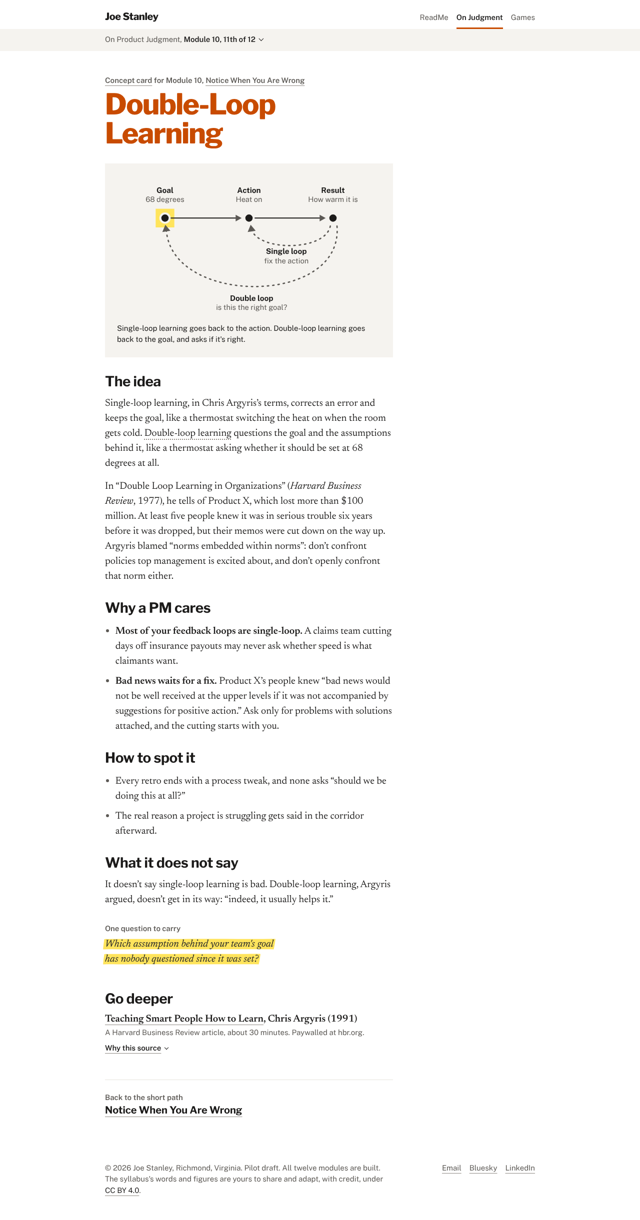 Joe Stanley
ReadMe On Judgment Games
On Product Judgment, Module 10, 11th of 12
Concept card for Module 10, Notice When You Are Wrong
Double-Loop
Learning
Goal Action Result
68 degrees Heat on How warm it is
Single loop
fix the action
Double loop
is this the right goal?
Single-loop learning goes back to the action. Double-loop learning goes
back to the goal, and asks if it's right.
The idea
Single-loop learning, in Chris Argyris’s terms, corrects an error and
keeps the goal, like a thermostat switching the heat on when the room
gets cold. Double-loop learning questions the goal and the assumptions
behind it, like a thermostat asking whether it should be set at 68
degrees at all.
In “Double Loop Learning in Organizations” (Harvard Business
Review, 1977), he tells of Product X, which lost more than $100
million. At least five people knew it was in serious trouble six years
before it was dropped, but their memos were cut down on the way up.
Argyris blamed “norms embedded within norms”: don’t confront
policies top management is excited about, and don’t openly confront
that norm either.
Why a PM cares
• Most of your feedback loops are single-loop. A claims team cutting
days off insurance payouts may never ask whether speed is what
claimants want.
• Bad news waits for a fix. Product X’s people knew “bad news would
not be well received at the upper levels if it was not accompanied by
suggestions for positive action.” Ask only for problems with solutions
attached, and the cutting starts with you.
How to spot it
• Every retro ends with a process tweak, and none asks “should we be
doing this at all?”
• The real reason a project is struggling gets said in the corridor
afterward.
What it does not say
It doesn’t say single-loop learning is bad. Double-loop learning, Argyris
argued, doesn’t get in its way: “indeed, it usually helps it.”
One question to carry
Which assumption behind your team’s goal
has nobody questioned since it was set?
Go deeper
Teaching Smart People How to Learn, Chris Argyris (1991)
A Harvard Business Review article, about 30 minutes. Paywalled at hbr.org.
Why this source
Back to the short path
Notice When You Are Wrong
© 2026 Joe Stanley, Richmond, Virginia. Pilot draft. All twelve modules are built.
The syllabus’s words and figures are yours to share and adapt, with credit, under
CC BY 4.0.
Email Bluesky LinkedIn